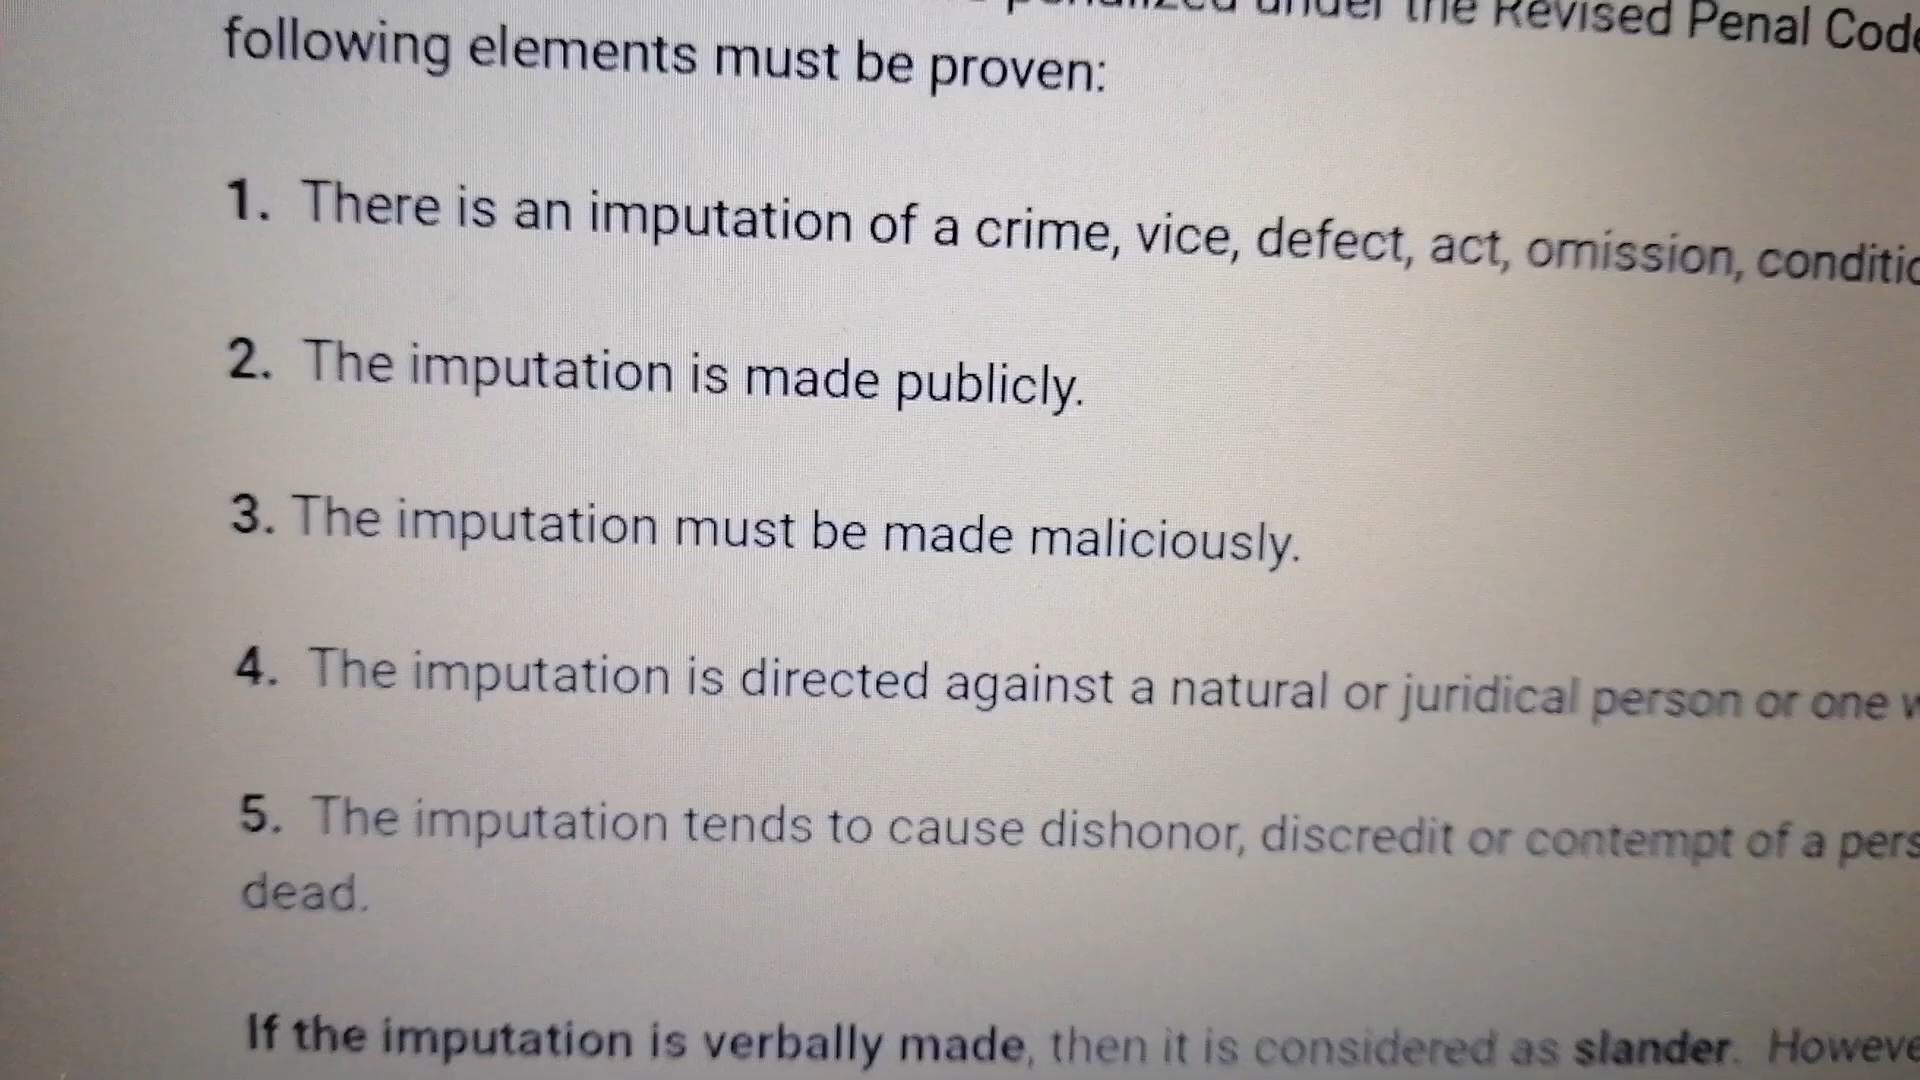 under the Revised Penal
following elements must be proven:
1. There is an imputation of a crime, vice, defect, act, omission,
2. The imputation is made publicly.
3. The imputation must be made maliciously.
4. The imputation is directed against a natural or juridical person or one
5. The imputation tends to cause dishonor, discredit or contempt of a
dead.
If the imputation is verbally made, then it is considered as slander.